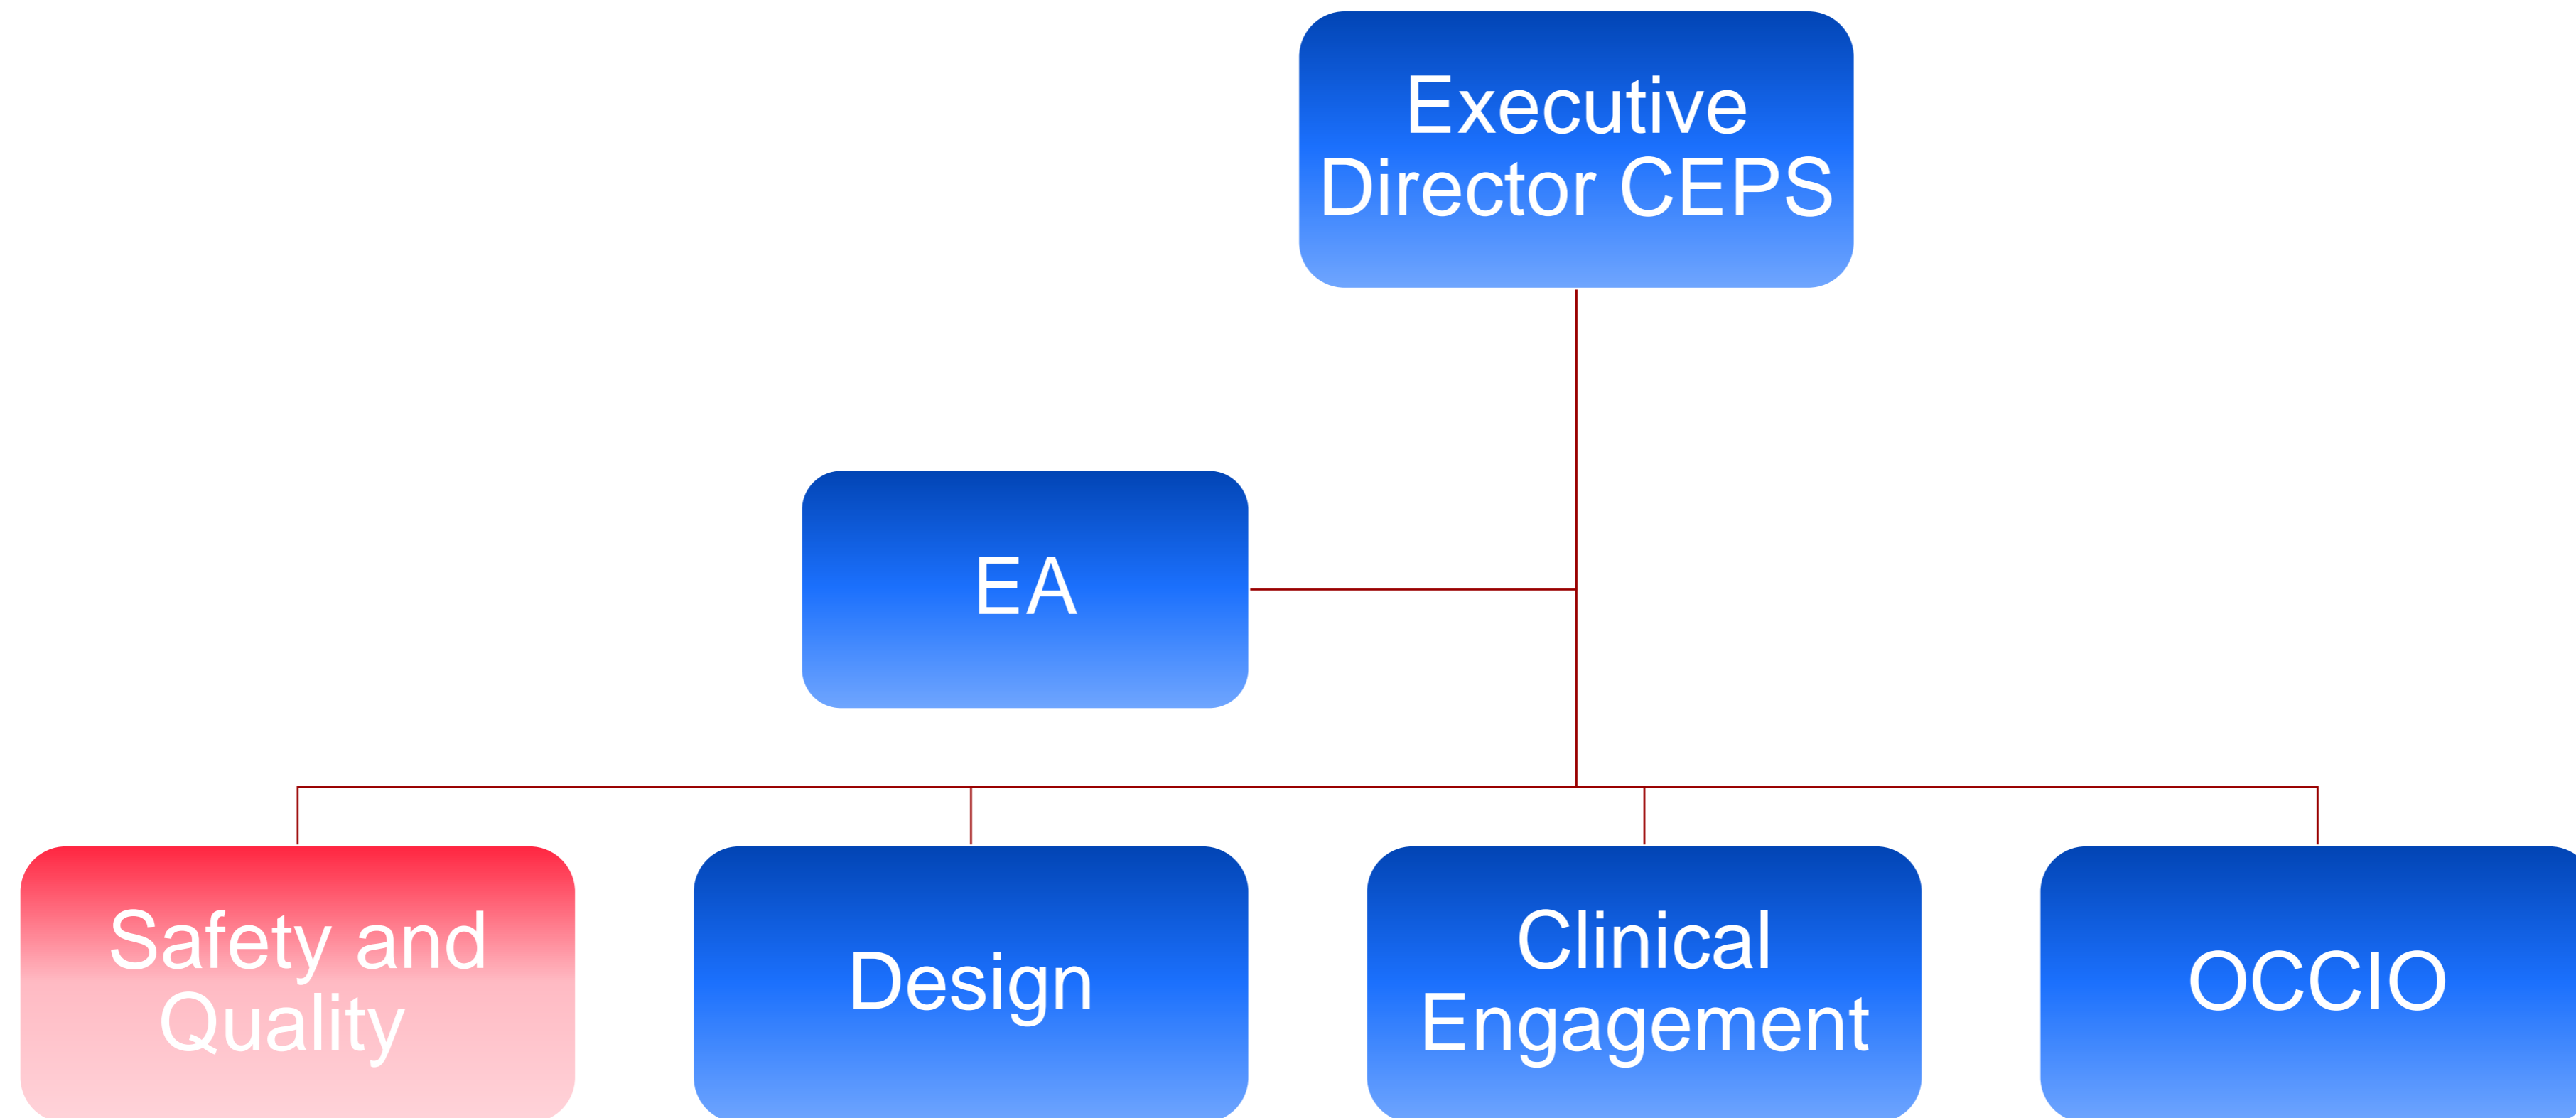 Executive
Director CEPS
EA
Safety and
Quality
Design
Clinical
Engagement
OCCIO